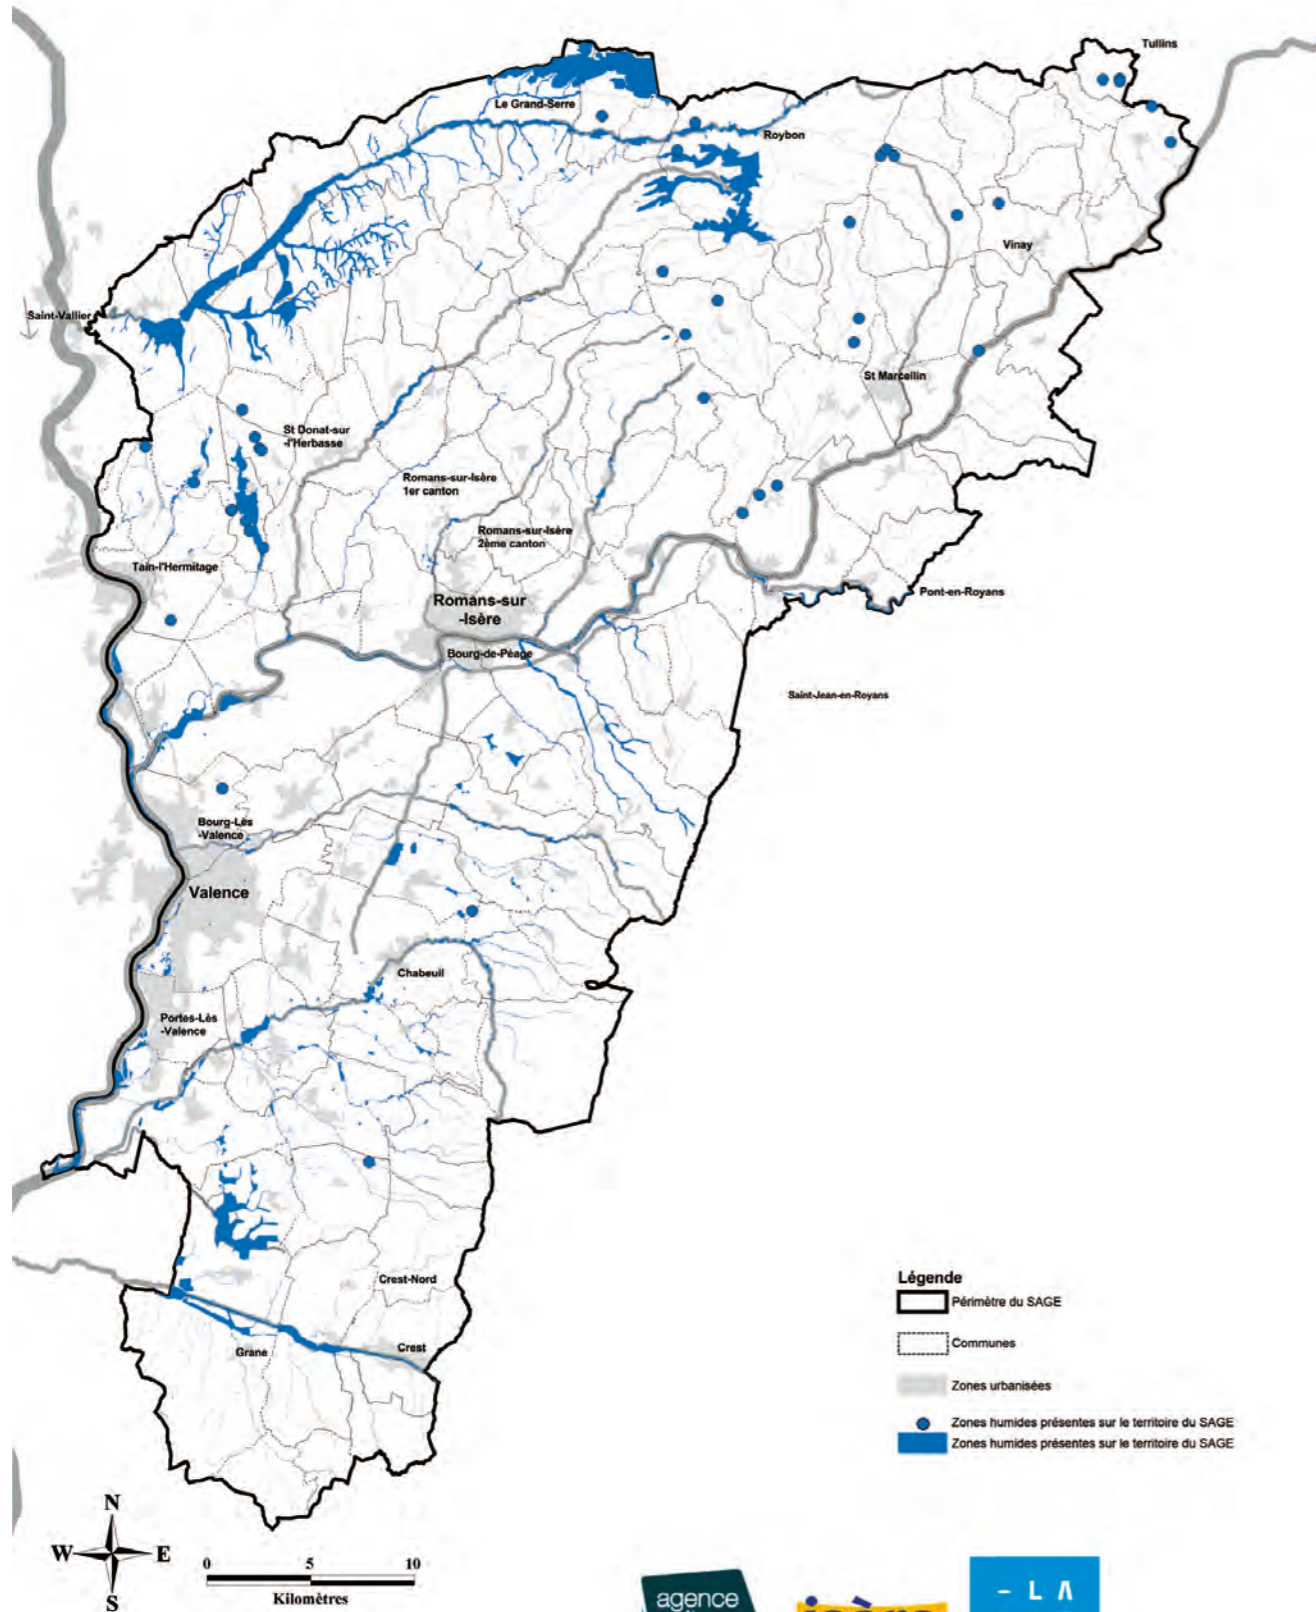 Tullins
Le Grand-Serre
Roybon
Vinay
Saint-Vallier
St Marcellin
St Donat-sur
-l'Herbasse
Romans-sur-Isère
1er canton
Romans-sur-Isère
2ème canton
Tain-l'Hermitage
Pont-en-Royans
Romans-sur
-Isère
Bourg-de-Péage
Saint-Jean-en-Royans
Bourg-Lès
-Valence
Valence
Chabeuil
Portes-Lès
-Valence
Crest-Nord
Grane
Crest
Légende
Périmètre du SAGE
Communes
Zones urbanisées
Zones humides présentes sur le territoire du SAGE
Zones humides présentes sur le territoire du SAGE
N
W E
S
0 5 10
Kilomètres
agence
- L A